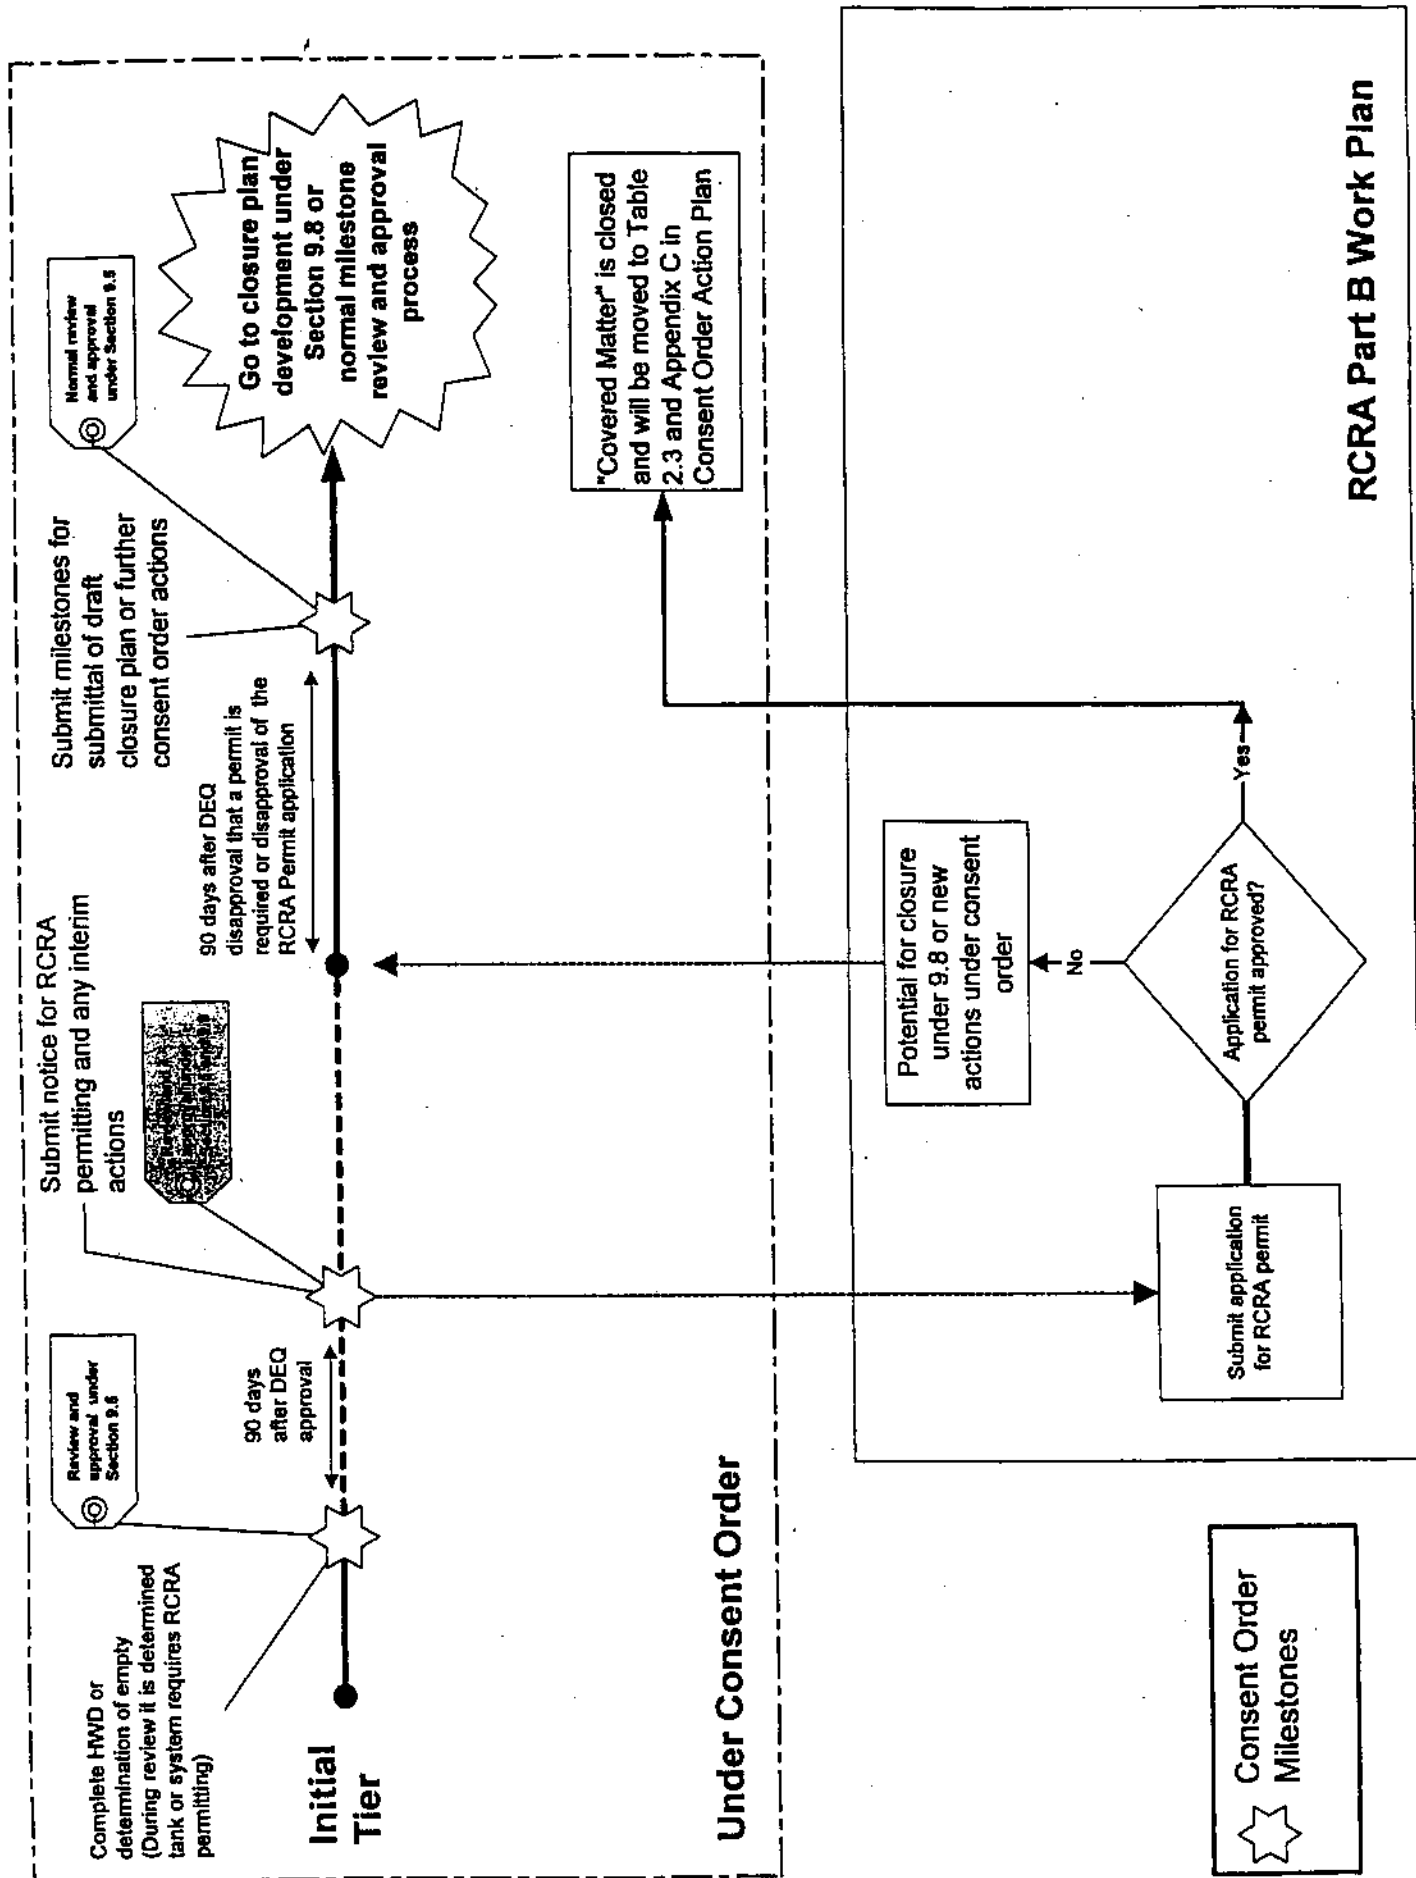 Complete HWD or
determination of empty
(During review it is determined
tank or system requires RCRA
permitting)
Review and
approval under
Section 9.6
Initial
Tier
90 days
after DEQ
approval
Submit notice for RCRA
permitting and any interim
actions
approval under
90 days after DEQ
disapproval that a permit is
required or disapproval of the
RCRA Permit application
Submit milestones for
submittal of draft
closure plan or further
consent order actions
Normal review
and approval
under Section 9.5
Go to closure plan
development under
Section 9.8 or
normal milestone
review and approval
process
"Covered Matter" is closed
and will be moved to Table
2.3 and Appendix C in
Consent Order Action Plan
Under Consent Order
Submit application
for RCRA permit
Application for RCRA
permit approved?
No
Yes
Potential for closure
under 9.8 or new
actions under consent
order
RCRA Part B Work Plan
Consent Order
Milestones